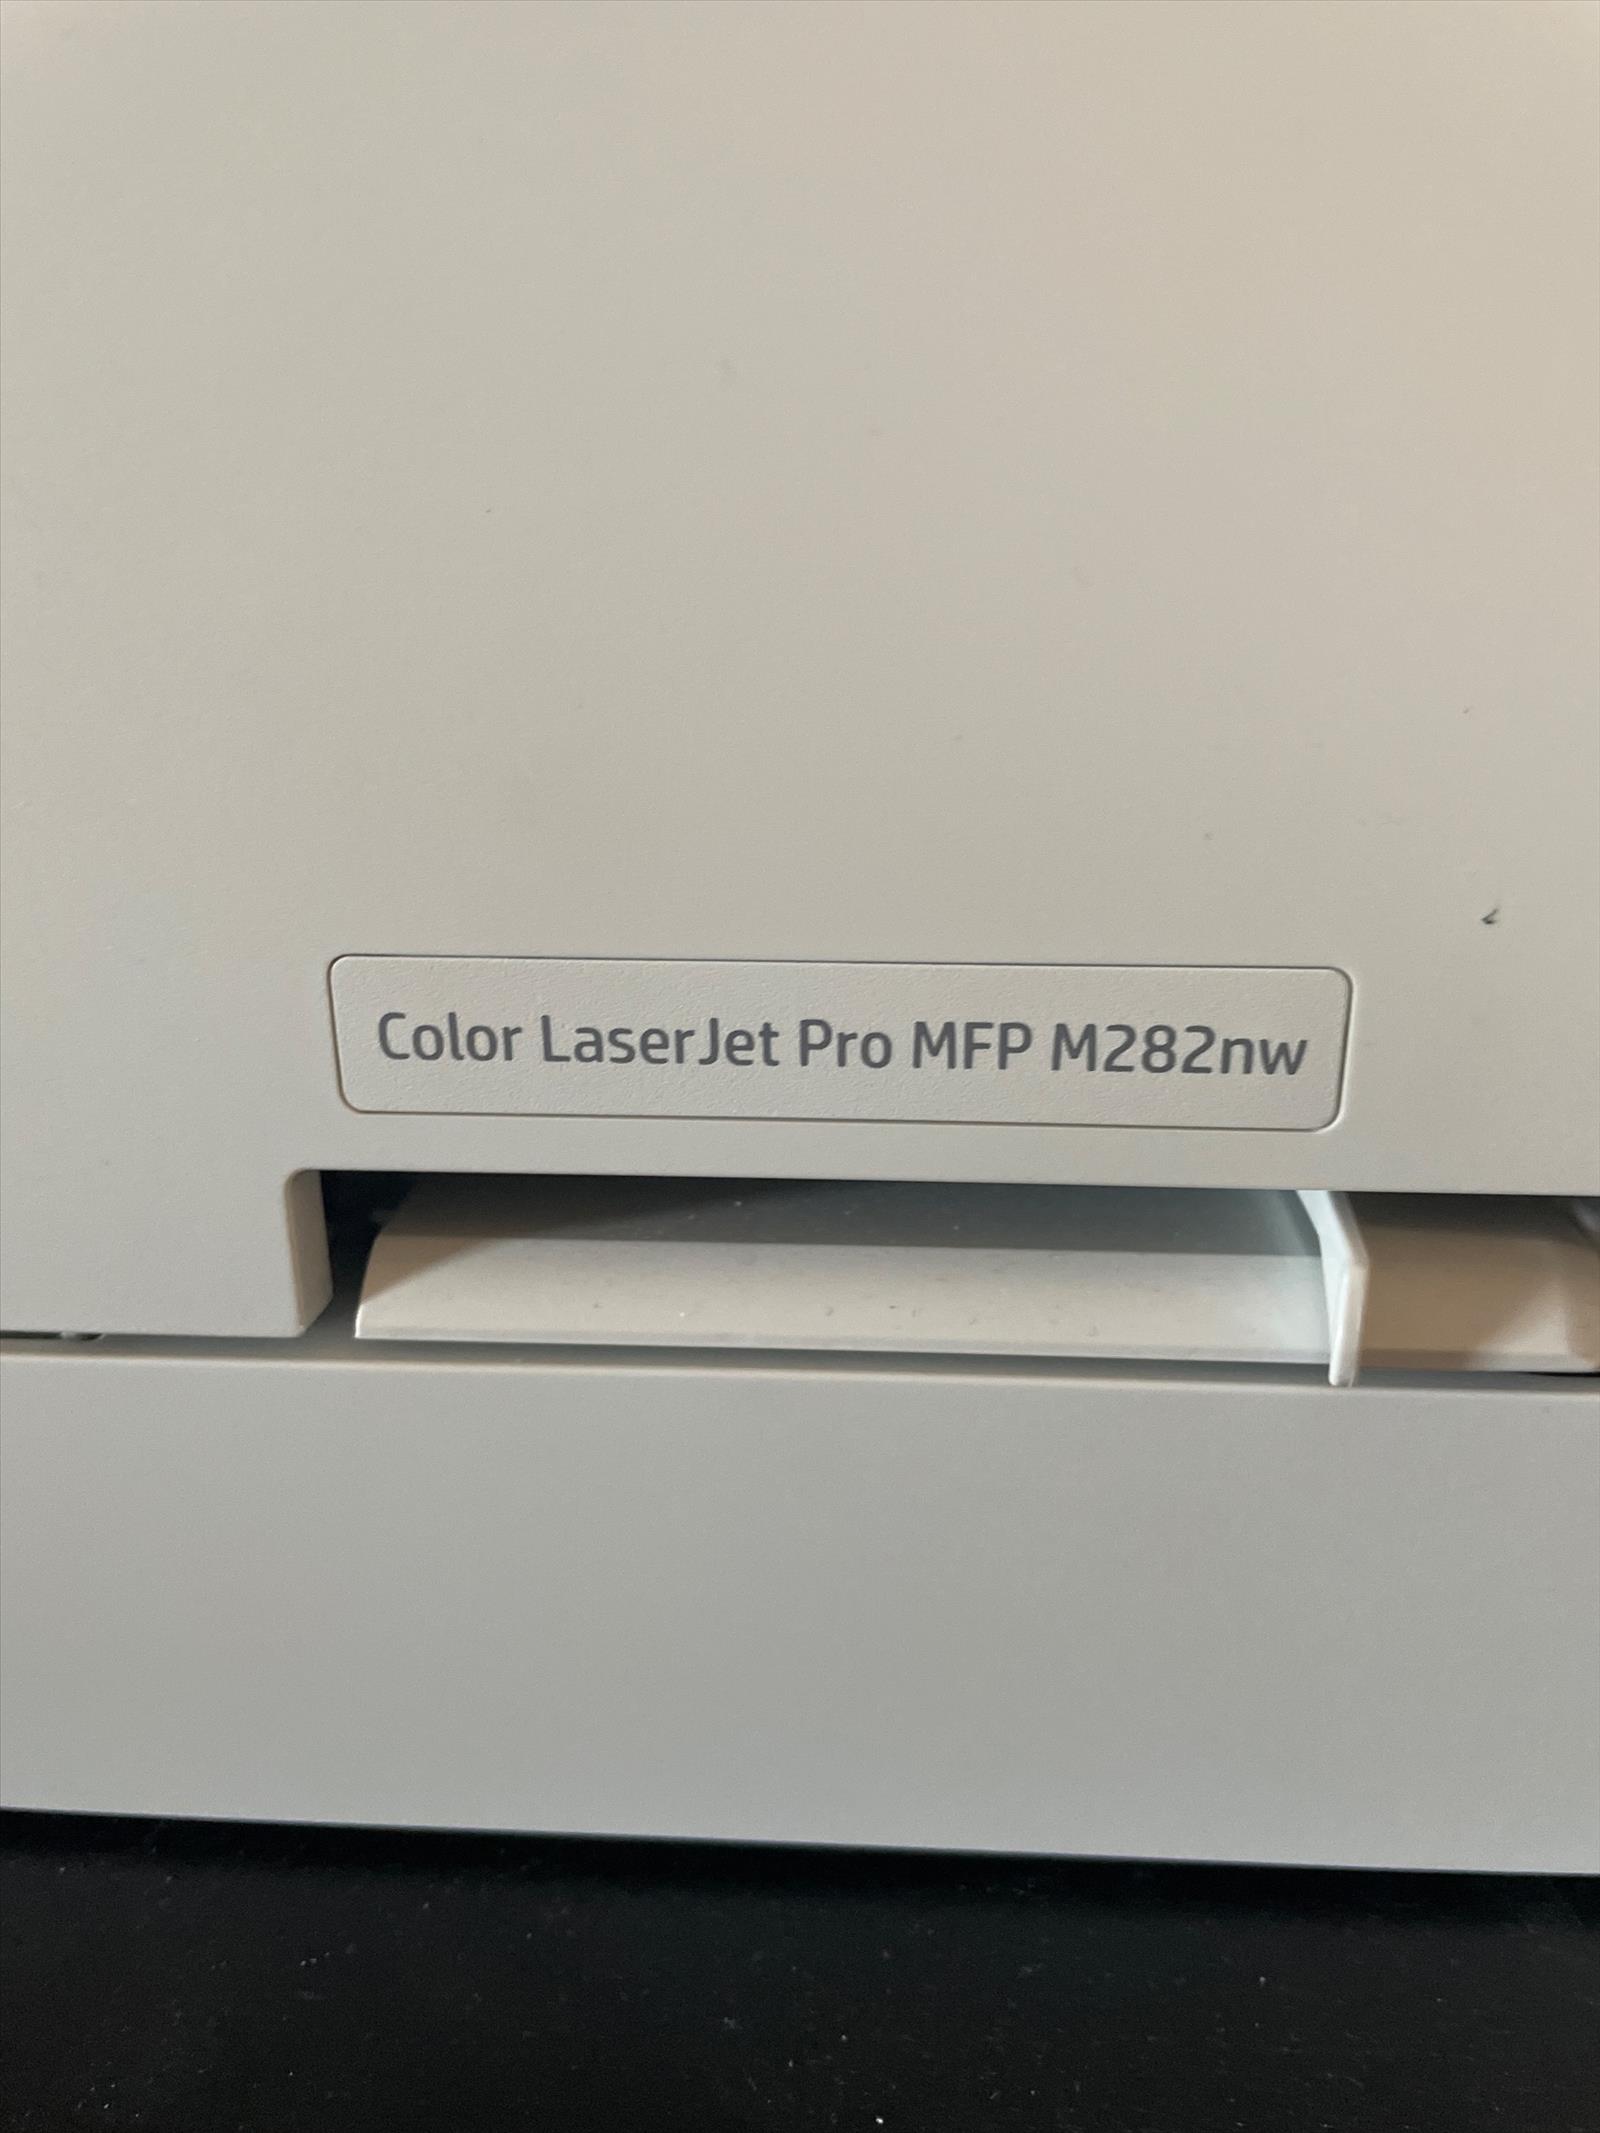 Color LaserJet Pro MFP M282nw